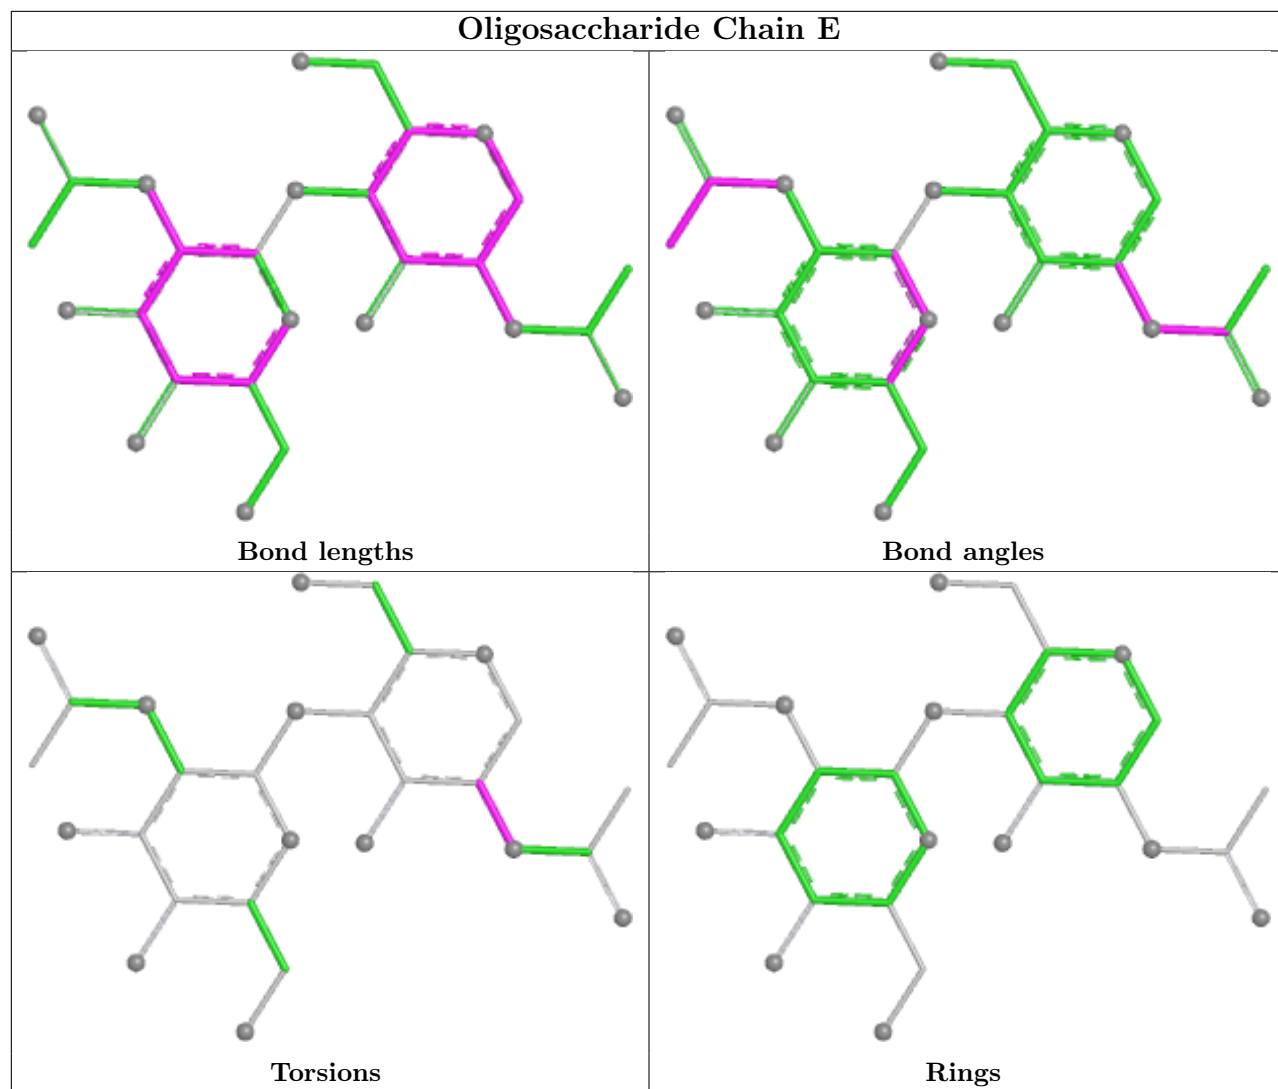 Oligosaccharide Chain E
Bond lengths
Bond angles
Torsions
Rings